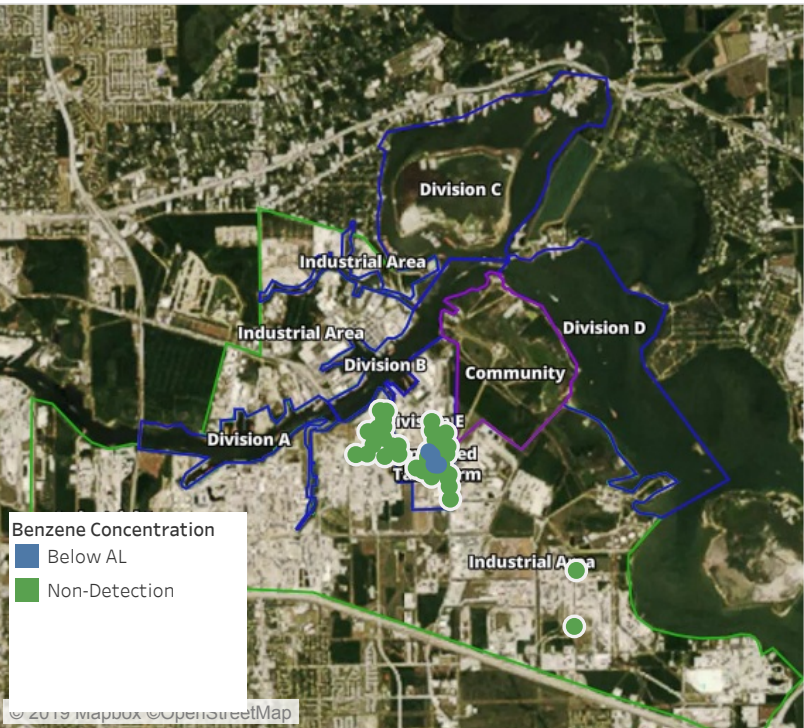 Division C
Industrial Area
Division D
Industrial Area
Division B
Community
Division A
Industrial Area
Benzene Concentration
Below AL
Non-Detection
© 2019 Mapbox ©OpenStreetMap